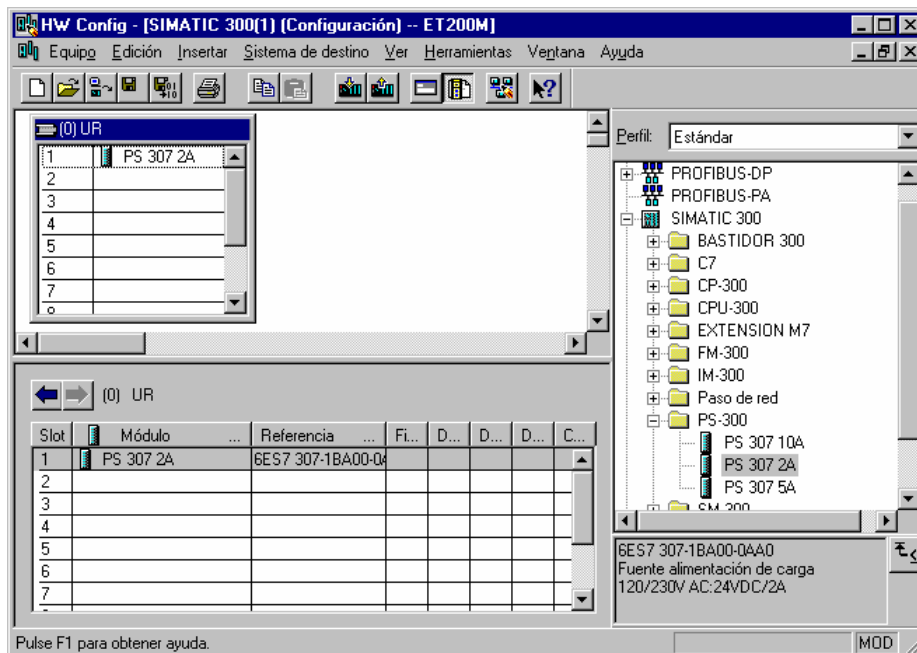 HW Config - [SIMATIC 300(1) (Configuración) -- ET200M]
Equipo Edición Insertar Sistema de destino Ver Herramientas Ventana Ayuda
(0) UR
1 PS 307 2A
2
3
4
5
6
7
Perfil: Estándar
PROFIBUS-DP
PROFIBUS-PA
SIMATIC 300
BASTIDOR 300
C7
CP-300
CPU-300
EXTENSION M7
FM-300
IM-300
Paso de red
PS-300
PS 307 10A
PS 307 2A
PS 307 5A
SM 300
6ES7 307-1BA00-0AA0
Fuente alimentación de carga
120/230V AC:24VDC/2A
(0) UR
Slot Módulo ... Referencia ... Fi... D... D... D... C...
1 PS 307 2A 6ES7 307-1BA00-0A
2
3
4
5
6
7
Pulse F1 para obtener ayuda. MOD